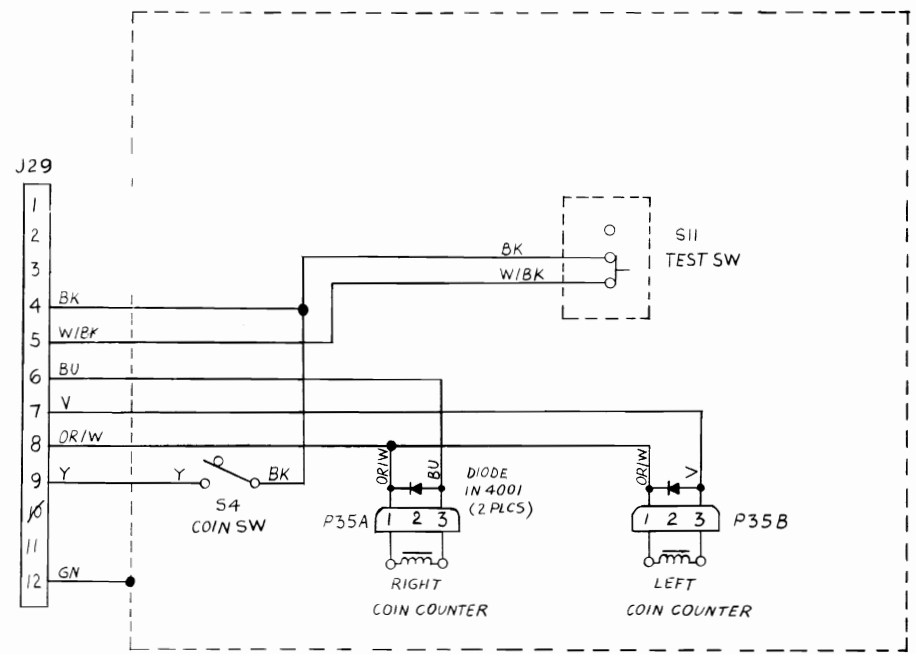 J29
1
2
3
4
5
6
7
8
9
10
11
12
BK
W/BK
BU
V
OR/W
Y
GN
BK
W/BK
S11
TEST SW
Y
BK
S4
COIN SW
OR/W
BU
DIODE
IN 4001
(2 PLCS)
P35A
1 2 3
RIGHT
COIN COUNTER
OR/W
V
1 2 3
P35B
LEFT
COIN COUNTER